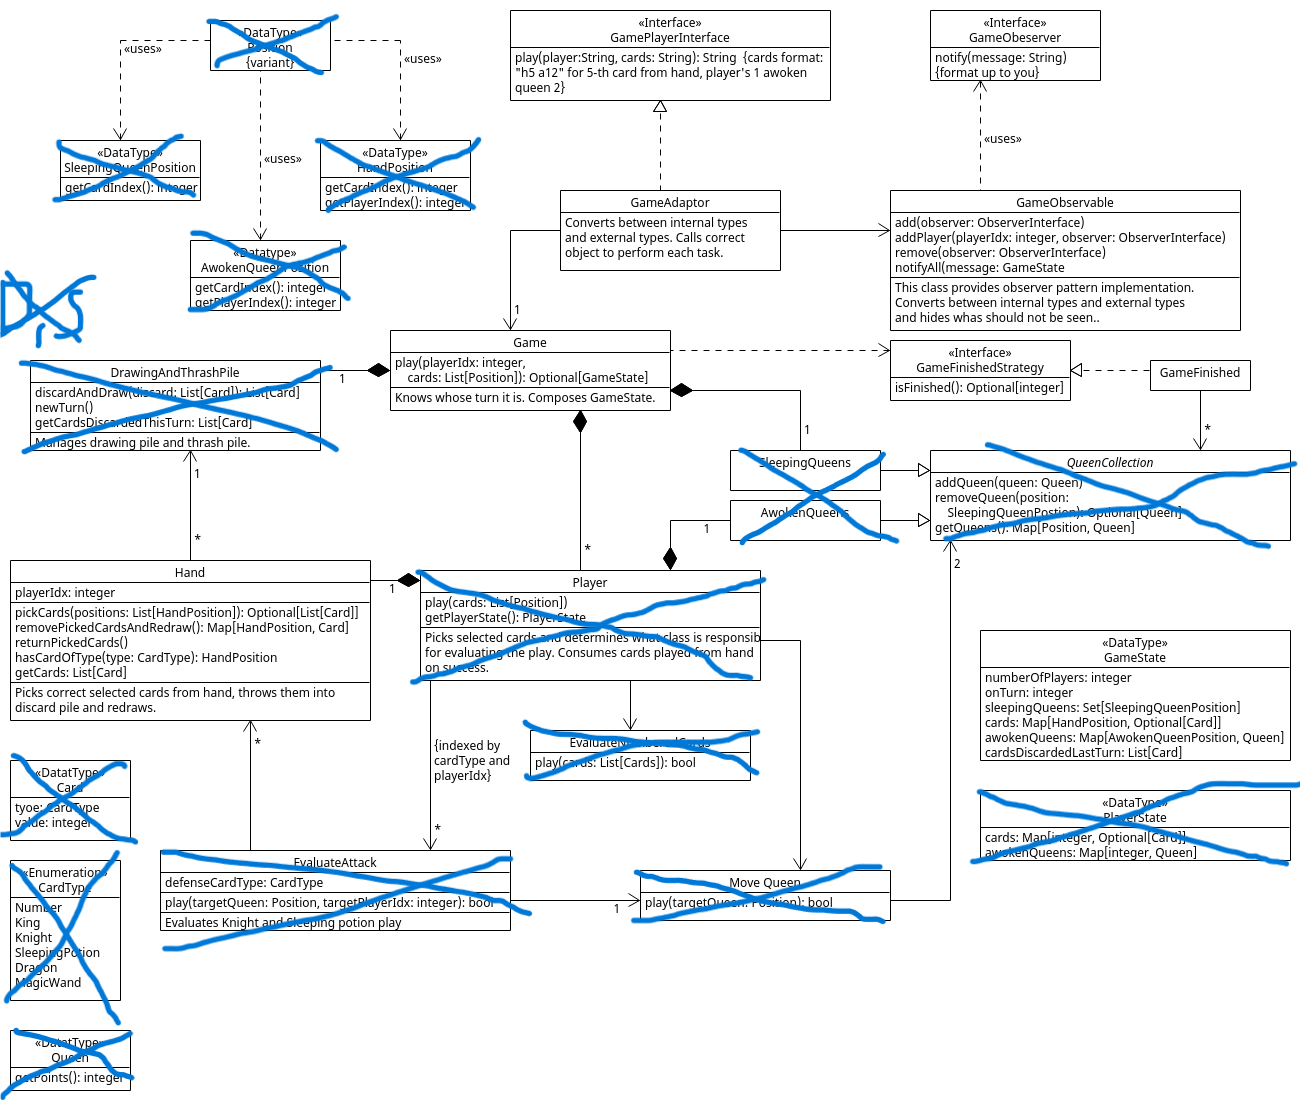 «DataType»
Position
{variant}
«uses»
«uses»
«uses»
«DataType»
SleepingQueenPosition
getCardIndex(): integer
«DataType»
HandPosition
getCardIndex(): integer
getPlayerIndex(): integer
«Datatype»
AwokenQueenPosition
getCardIndex(): integer
getPlayerIndex(): integer
«Interface»
GamePlayerInterface
play(player:String, cards: String): String  {cards format:
"h5 a12" for 5-th card from hand, player's 1 awoken
queen 2}
«Interface»
GameObeserver
notify(message: String)
{format up to you}
«uses»
GameAdaptor
Converts between internal types
and external types. Calls correct
object to perform each task.
GameObservable
add(observer: ObserverInterface)
addPlayer(playerIdx: integer, observer: ObserverInterface)
remove(observer: ObserverInterface)
notifyAll(message: GameState
This class provides observer pattern implementation.
Converts between internal types and external types
and hides whas should not be seen..
1
Game
play(playerIdx: integer,
cards: List[Position]): Optional[GameState]
Knows whose turn it is. Composes GameState.
«Interface»
GameFinishedStrategy
isFinished(): Optional[integer]
GameFinished
*
DrawingAndThrashPile
discardAndDraw(discard: List[Card]): List[Card]
newTurn()
getCardsDiscardedThisTurn: List[Card]
Manages drawing pile and thrash pile.
1
1
*
1
SleepingQueens
AwokenQueens
1
*
QueenCollection
addQueen(queen: Queen)
removeQueen(position:
SleepingQueenPostion): Optional[Queen]
getQueens(): Map[Position, Queen]
2
Hand
playerIdx: integer
pickCards(positions: List[HandPosition]): Optional[List[Card]]
removePickedCardsAndRedraw(): Map[HandPosition, Card]
returnPickedCards()
hasCardOfType(type: CardType): HandPosition
getCards: List[Card]
Picks correct selected cards from hand, throws them into
discard pile and redraws.
1
Player
play(cards: List[Position])
getPlayerState(): PlayerState
Picks selected cards and determines what class is responsib
for evaluating the play. Consumes cards played from hand
on success.
«DataType»
GameState
numberOfPlayers: integer
onTurn: integer
sleepingQueens: Set[SleepingQueenPosition]
cards: Map[HandPosition, Optional[Card]]
awokenQueens: Map[AwokenQueenPosition, Queen]
cardsDiscardedLastTurn: List[Card]
*
{indexed by
cardType and
playerIdx}
*
EvaluateNumberedCards
play(cards: List[Cards]): bool
«DatatType»
Card
tyoe: CardType
value: integer
«DataType»
PlayerState
cards: Map[integer, Optional[Card]]
awokenQueens: Map[integer, Queen]
«Enumeration»
CardType
Number
King
Knight
SleepingPotion
Dragon
MagicWand
EvaluateAttack
defenseCardType: CardType
play(targetQueen: Position, targetPlayerIdx: integer): bool
Evaluates Knight and Sleeping potion play
1
Move Queen
play(targetQueen: Position): bool
«DatatType»
Queen
getPoints(): integer